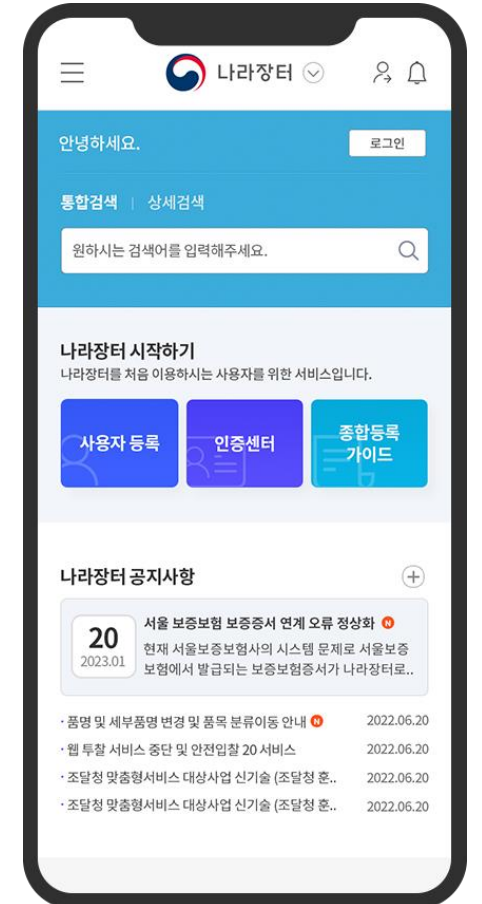 나라장터
안녕하세요.
로그인
통합검색 | 상세검색
원하시는 검색어를 입력해주세요.
나라장터 시작하기
나라장터를 처음 이용하시는 사용자를 위한 서비스입니다.
사용자 등록
인증센터
종합등록
가이드
나라장터 공지사항
20
2023.01
서울 보증보험 보증증서 연계 오류 정상화 N
현재 서울보증보험사의 시스템 문제로 서울보증
보험에서 발급되는 보증보험증서가 나라장터로..
· 품명 및 세부품명 변경 및 품목 분류이동 안내 N 2022.06.20
· 웹 투찰 서비스 중단 및 안전입찰 20 서비스 2022.06.20
· 조달청 맞춤형서비스 대상사업 신기술 (조달청 훈.. 2022.06.20
· 조달청 맞춤형서비스 대상사업 신기술 (조달청 훈.. 2022.06.20